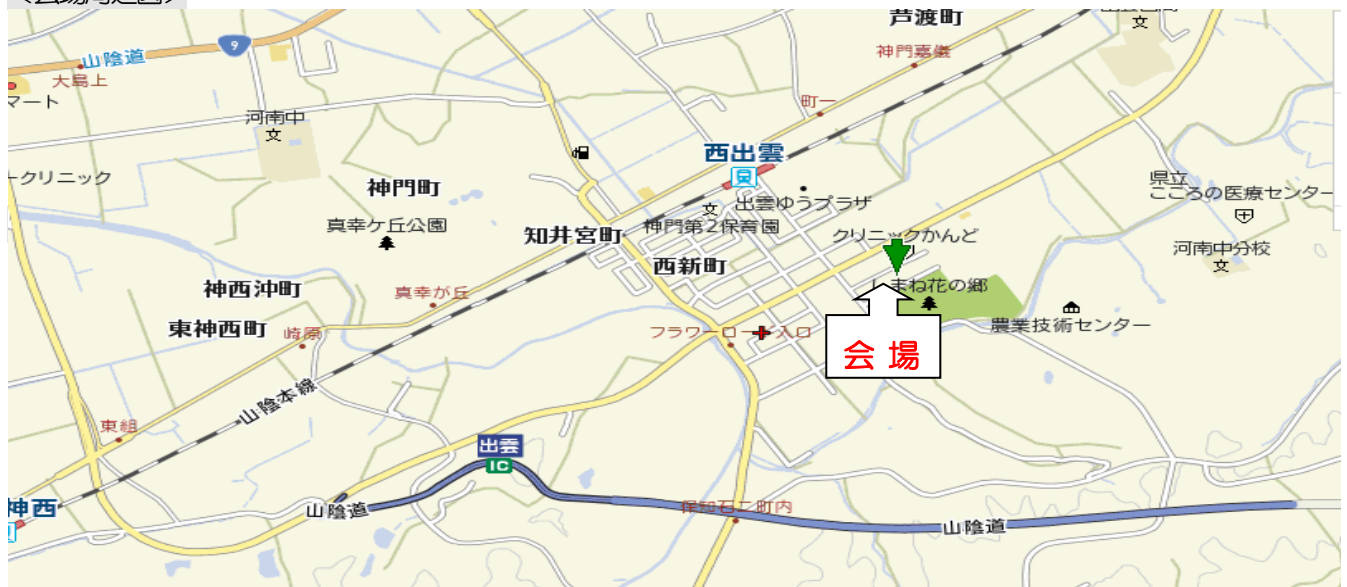 <会場周辺図>
芦渡町
9
山陰道
神門嘉儀
大島上
マート
町一
河南中
西出雲
クリニック
県立
こころの医療センター
神門町
出雲ゆうプラザ
真幸ケ丘公園
神門第2保育園
知井宮町
クリニックかんど
河南中分校
西新町
神西沖町
真幸が丘
しまね花の郷
東神西町
崎原
フラワーロード入口
農業技術センター
会場
山陰本線
東組
出雲
IC
神西
山陰道
保知石二町内
山陰道